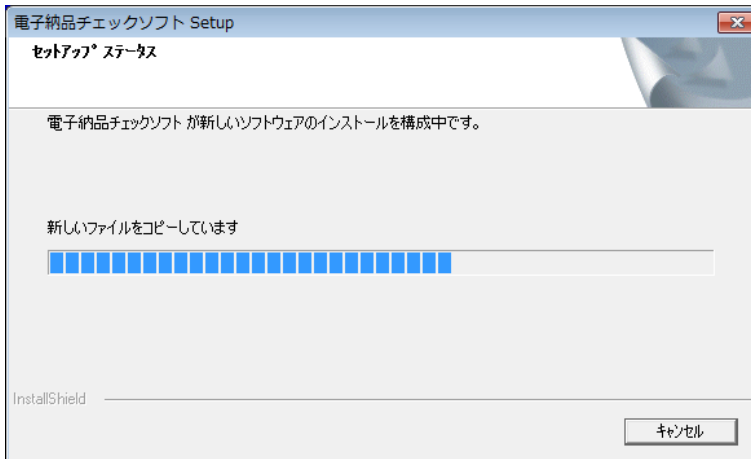 電子納品チェックソフト Setup
セットアップ ステータス
電子納品チェックソフト が新しいソフトウェアのインストールを構成中です。
新しいファイルをコピーしています
InstallShield
キャンセル